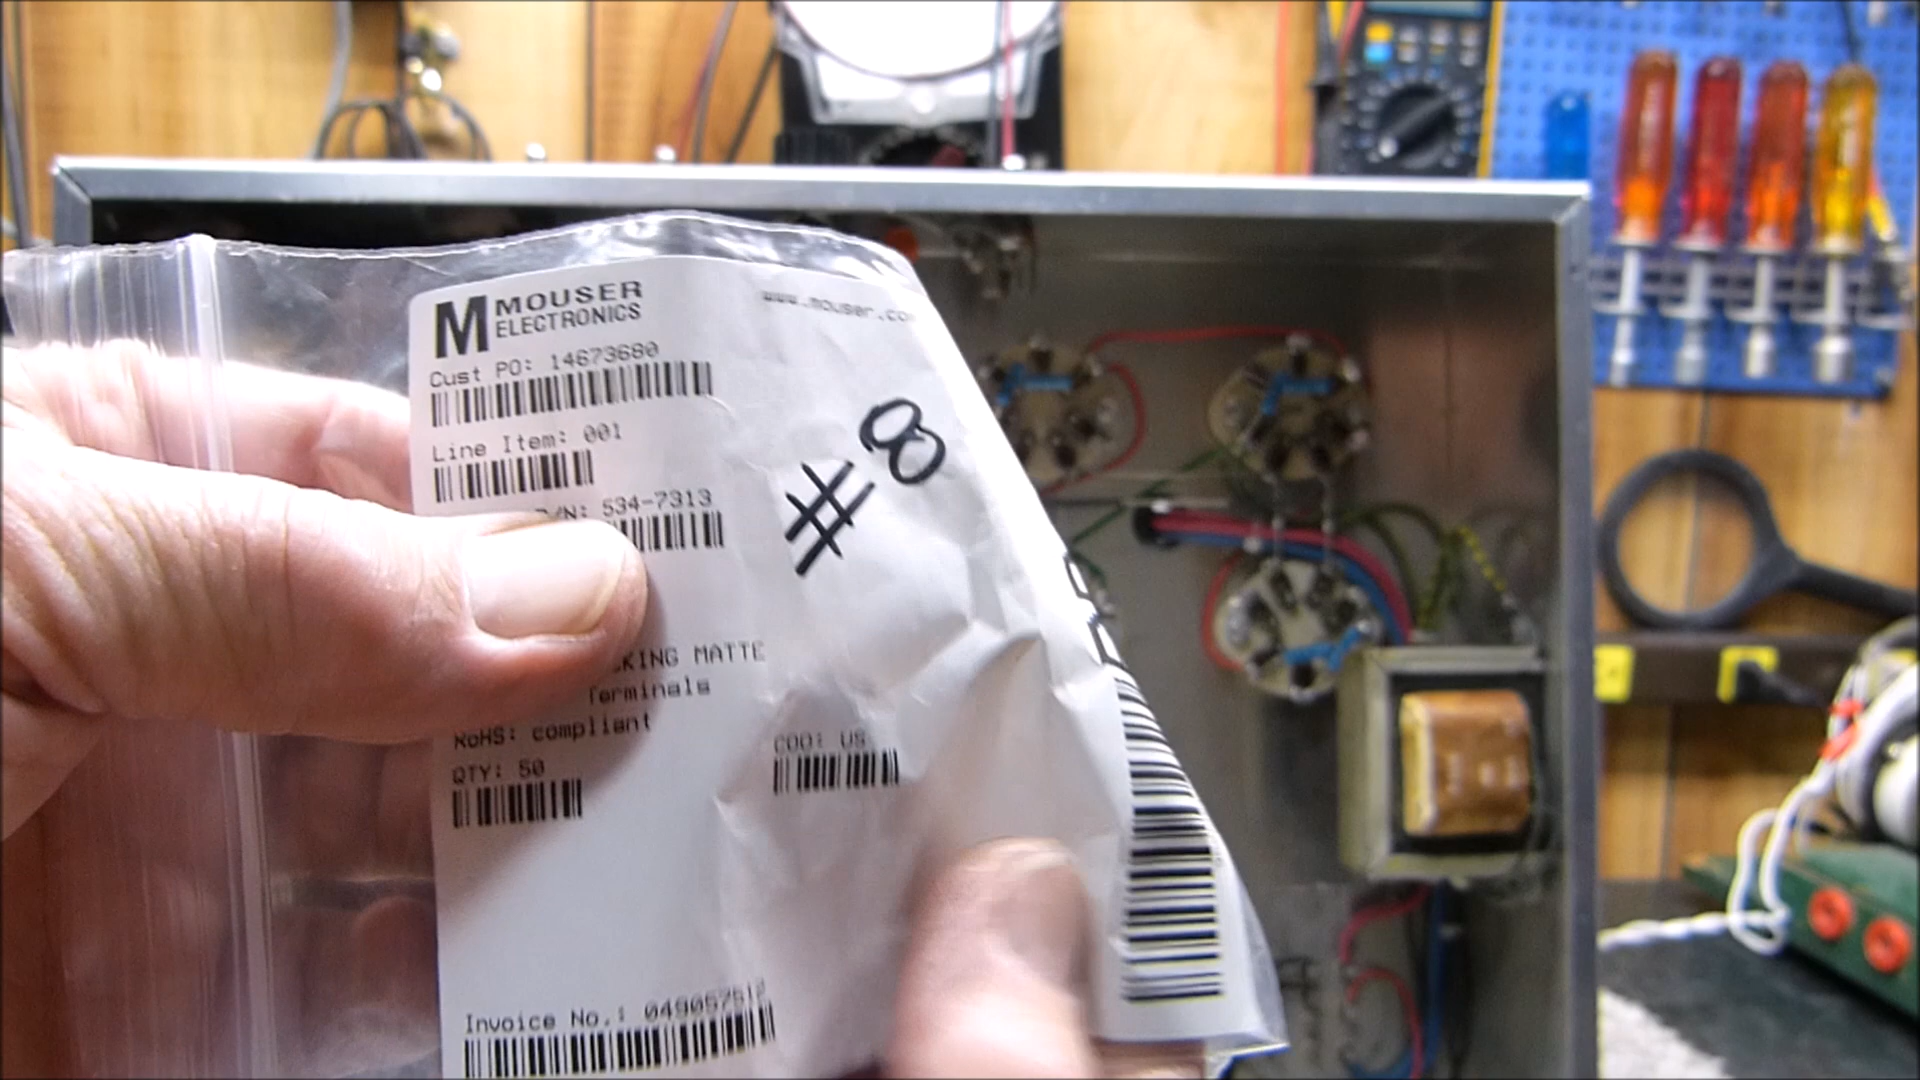 MOUSER
ELECTRONICS
www.mouser.co
Cust PO: 14673680
#8
Line Item: 001
P/N: 534-7313
CKING MATTE
Terminals
RoHS: compliant
COO: US
QTY: 50
Invoice No.: 04905751